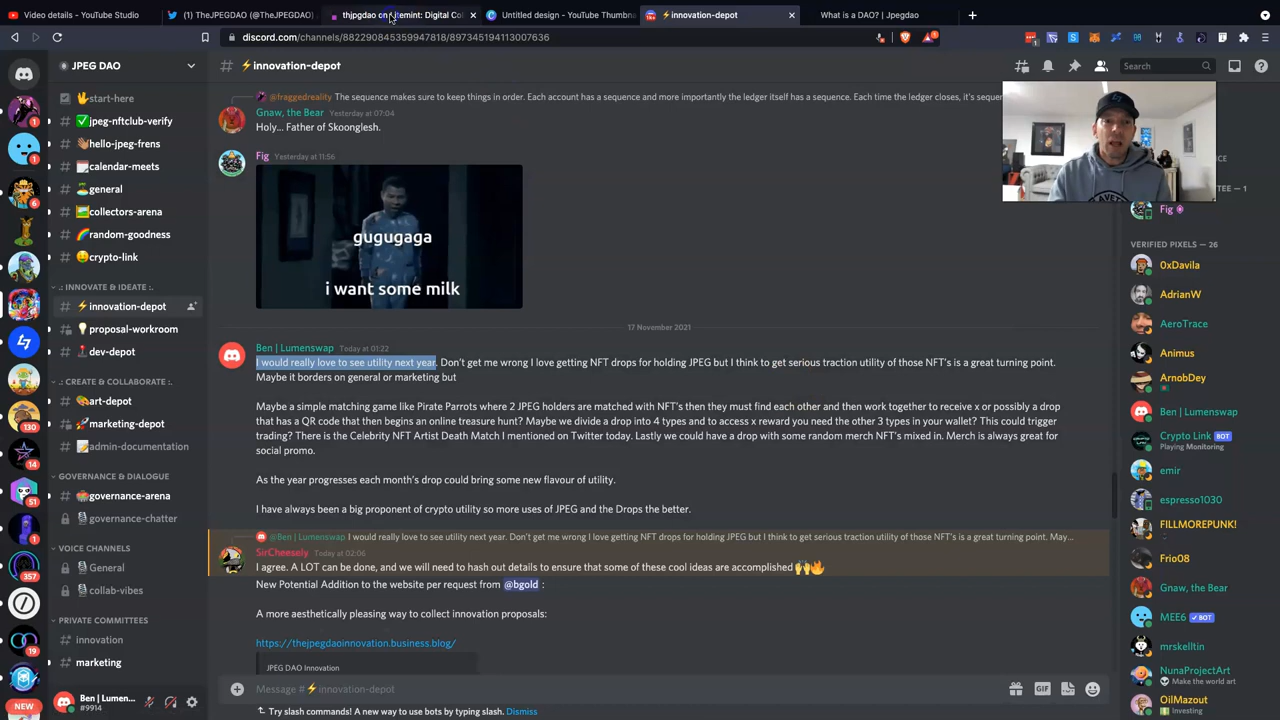 Video details - YouTube Studio
(1) TheJPEGDAO (@TheJPEGDAO)
thjpgdao on Litemint: Digital Col
Untitled design - YouTube Thumbna
⚡innovation-depot
What is a DAO? | Jpegdao
discord.com/channels/882290845359947818/897345194113007636
JPEG DAO
# ⚡innovation-depot
Search
🖖start-here
✅jpeg-nftclub-verify
👋🏽hello-jpeg-frens
🗓calendar-meets
🏝general
🎨collectors-arena
🌈random-goodness
🤑crypto-link
.: INNOVATE & IDEATE :.
⚡innovation-depot
💡proposal-workroom
🕹dev-depot
.: CREATE & COLLABORATE :.
🎨art-depot
🚀marketing-depot
📓admin-documentation
GOVERNANCE & DIALOGUE
governance-arena
governance-chatter
VOICE CHANNELS
General
collab-vibes
PRIVATE COMMITTEES
innovation
marketing
NEW
Ben | Lumen...
#9914
@fraggedreality The sequence makes sure to keep things in order. Each account has a sequence and more importantly the ledger itself has a sequence. Each time the ledger closes, it's seque
Gnaw, the Bear Yesterday at 07:04
Holy... Father of Skoonglesh.
Fig Yesterday at 11:56
gugugaga
i want some milk
17 November 2021
Ben | Lumenswap Today at 01:22
I would really love to see utility next year. Don't get me wrong I love getting NFT drops for holding JPEG but I think to get serious traction utility of those NFT's is a great turning point.
Maybe it borders on general or marketing but
Maybe a simple matching game like Pirate Parrots where 2 JPEG holders are matched with NFT's then they must find each other and then work together to receive x or possibly a drop
that has a QR code that then begins an online treasure hunt? Maybe we divide a drop into 4 types and to access x reward you need the other 3 types in your wallet? This could trigger
trading? There is the Celebrity NFT Artist Death Match I mentioned on Twitter today. Lastly we could have a drop with some random merch NFT's mixed in. Merch is always great for
social promo.
As the year progresses each month's drop could bring some new flavour of utility.
I have always been a big proponent of crypto utility so more uses of JPEG and the Drops the better.
@Ben | Lumenswap I would really love to see utility next year. Don't get me wrong I love getting NFT drops for holding JPEG but I think to get serious traction utility of those NFT's is a great turning point. May...
SirCheesely Today at 02:06
I agree. A LOT can be done, and we will need to hash out details to ensure that some of these cool ideas are accomplished 🙌🔥
New Potential Addition to the website per request from @bgold :
A more aesthetically pleasing way to collect innovation proposals:
https://thejpegdaoinnovation.business.blog/
JPEG DAO Innovation
Message #⚡innovation-depot
GIF
Try slash commands! A new way to use bots by typing slash. Dismiss
Fig
VERIFIED PIXELS — 26
0xDavila
AdrianW
AeroTrace
Animus
ArnobDey
Ben | Lumenswap
Crypto Link BOT
Playing Monitoring
emir
espresso1030
FILLMOREPUNK!
Frio08
Gnaw, the Bear
MEE6 ✓BOT
mrskelltin
NunaProjectArt
Make the world art
OilMazout
Investing